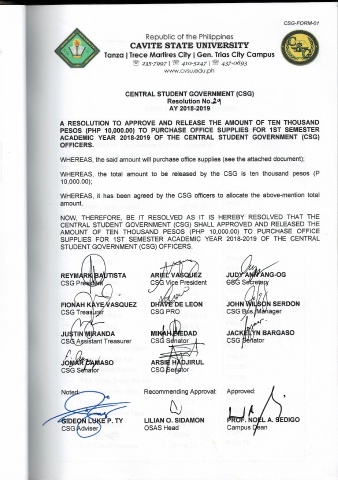 CSG-FORM-01
Republic of the Philippines
CAVITE STATE UNIVERSITY
Tanza | Trece Martires City | Gen. Trias City Campus
☏ 235-7997 | ☏ 410-5247 | ☏ 437-0693
www.cvsu.edu.ph
CENTRAL STUDENT GOVERNMENT (CSG)
Resolution No. 29
AY 2018-2019
A RESOLUTION TO APPROVE AND RELEASE THE AMOUNT OF TEN THOUSAND
PESOS (PHP 10,000.00) TO PURCHASE OFFICE SUPPLIES FOR 1ST SEMESTER
ACADEMIC YEAR 2018-2019 OF THE CENTRAL STUDENT GOVERNMENT (CSG)
OFFICERS.
WHEREAS, the said amount will purchase office supplies (see the attached document);
WHEREAS, the total amount to be released by the CSG is ten thousand pesos (P
10,000.00);
WHEREAS, it has been agreed by the CSG officers to allocate the above-mention total
amount.
NOW, THEREFORE, BE IT RESOLVED AS IT IS HEREBY RESOLVED THAT THE
CENTRAL STUDENT GOVERNMENT (CSG) SHALL APPROVED AND RELEASED THE
AMOUNT OF TEN THOUSAND PESOS (PHP 10,000.00) TO PURCHASE OFFICE
SUPPLIES FOR 1ST SEMESTER ACADEMIC YEAR 2018-2019 OF THE CENTRAL
STUDENT GOVERNMENT (CSG) OFFICERS.
REYMARK BAUTISTA ARIEL VASQUEZ JUDY ANN ANG-OG
CSG President CSG Vice President CSG Secretary
FIONAH KAYE VASQUEZ DHAVE DE LEON JOHN WILSON SERDON
CSG Treasurer CSG PRO CSG Bus. Manager
JUSTIN MIRANDA MIKAH PIEDAD JACKELYN BARGASO
CSG Assistant Treasurer CSG Senator CSG Senator
JOMAR DAMASO ARSIE HADJIRUL
CSG Senator CSG Senator
Noted: Recommending Approval: Approved:
GIDEON LUKE P. TY LILIAN O. SIDAMON PROF. NOEL A. SEDIGO
CSG Adviser OSAS Head Campus Dean